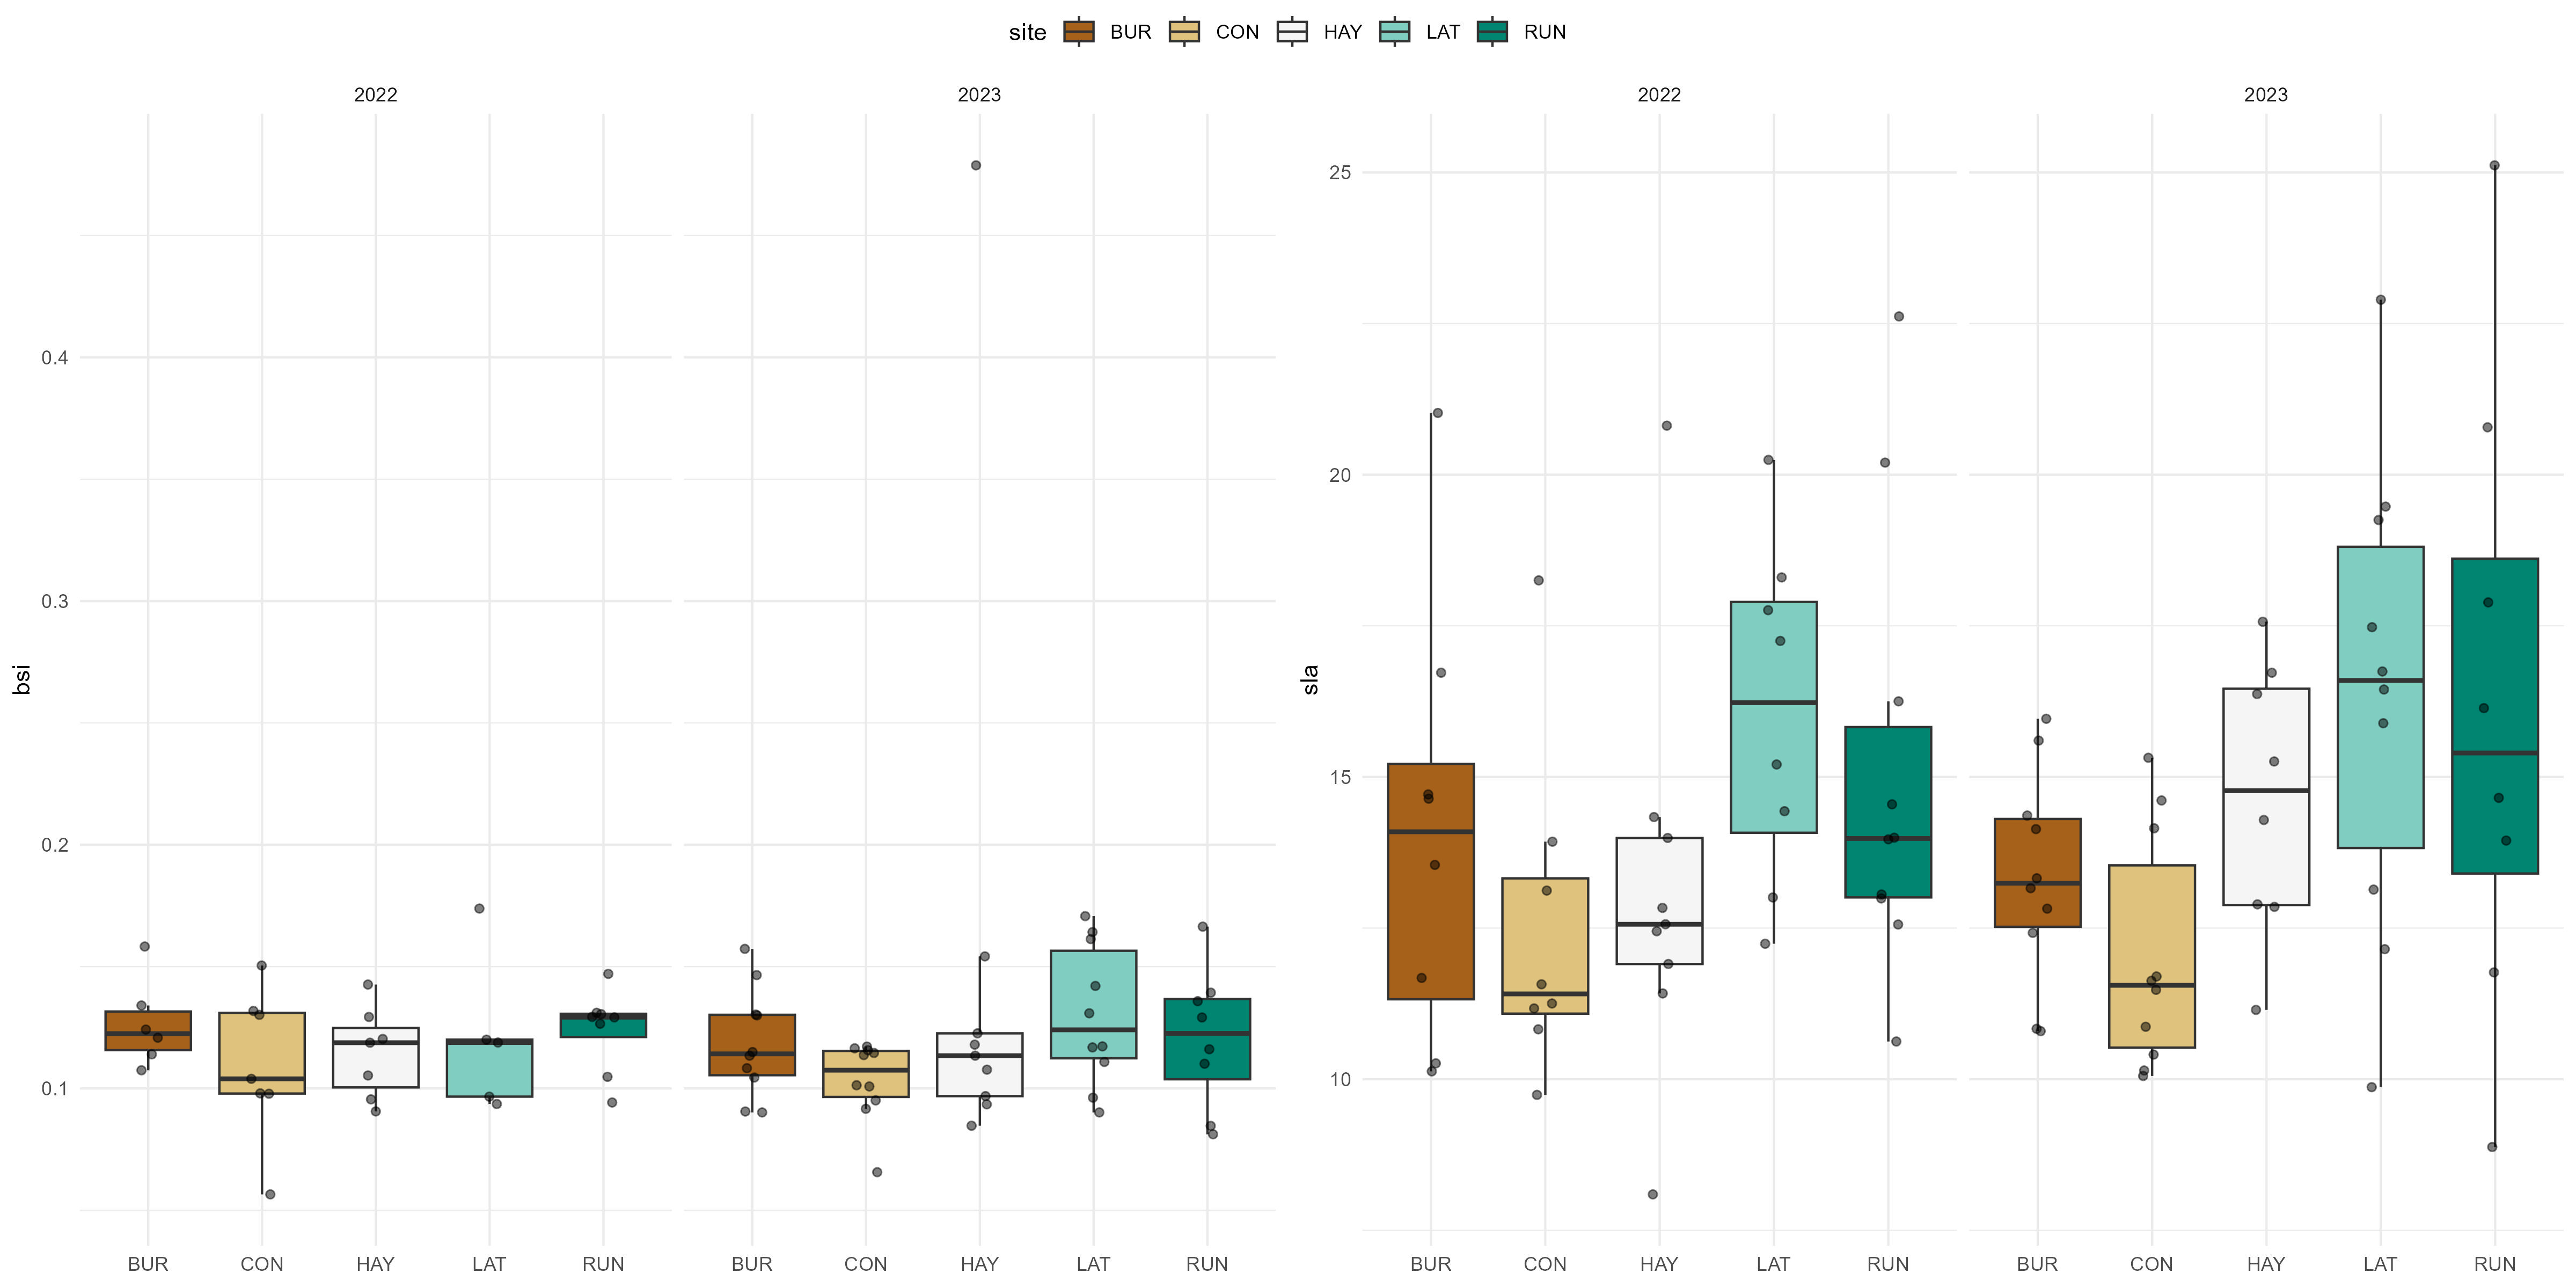 site BUR CON HAY LAT RUN
2022 2023 2022 2023
bsi
0.4
0.3
0.2
0.1
BUR CON HAY LAT RUN BUR CON HAY LAT RUN
sla
25
20
15
10
BUR CON HAY LAT RUN BUR CON HAY LAT RUN